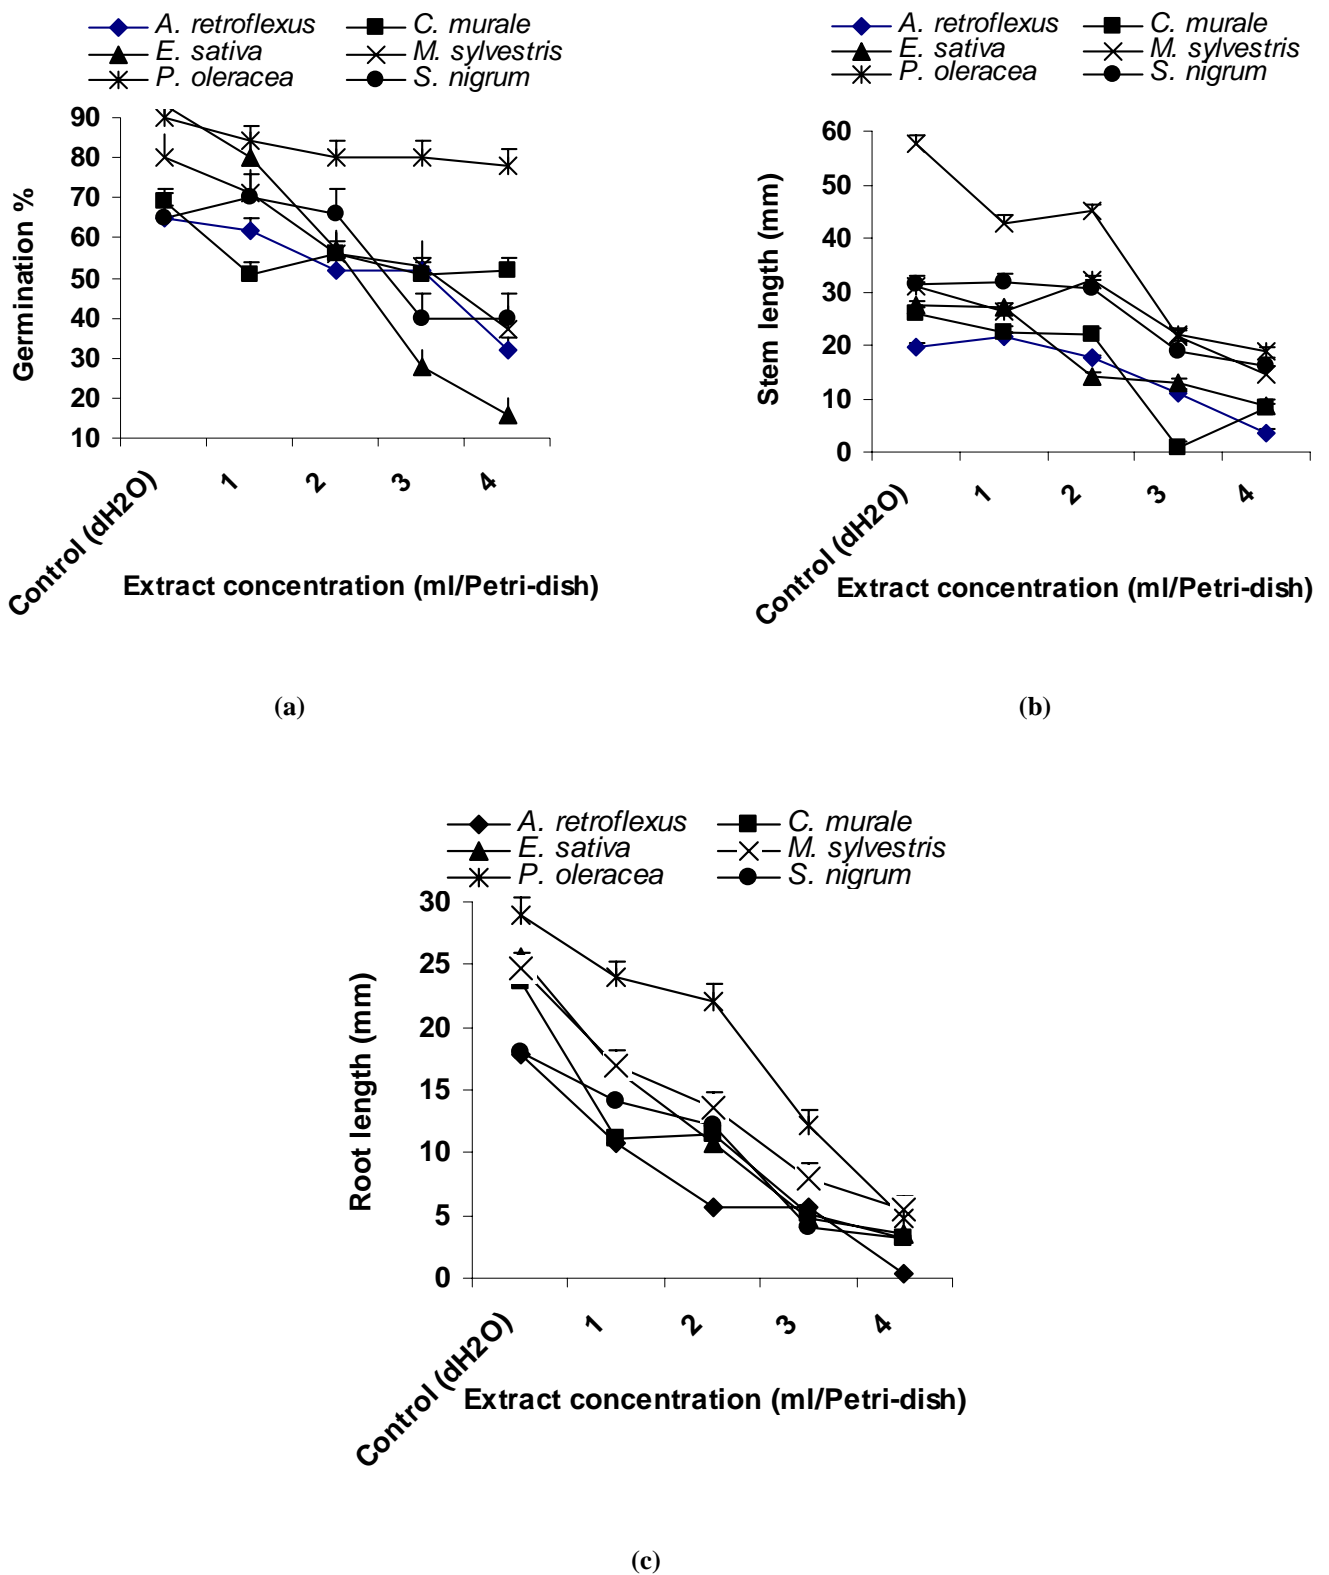 A. retroflexus C. murale
E. sativa M. sylvestris
P. oleracea S. nigrum
90
80
70
60
50
40
30
20
10
Germination %
Control (dH2O) 1 2 3 4
Extract concentration (ml/Petri-dish)
(a)
A. retroflexus C. murale
E. sativa M. sylvestris
P. oleracea S. nigrum
60
50
40
30
20
10
0
Stem length (mm)
Control (dH2O) 1 2 3 4
Extract concentration (ml/Petri-dish)
(b)
A. retroflexus C. murale
E. sativa M. sylvestris
P. oleracea S. nigrum
30
25
20
15
10
5
0
Root length (mm)
Control (dH2O) 1 2 3 4
Extract concentration (ml/Petri-dish)
(c)